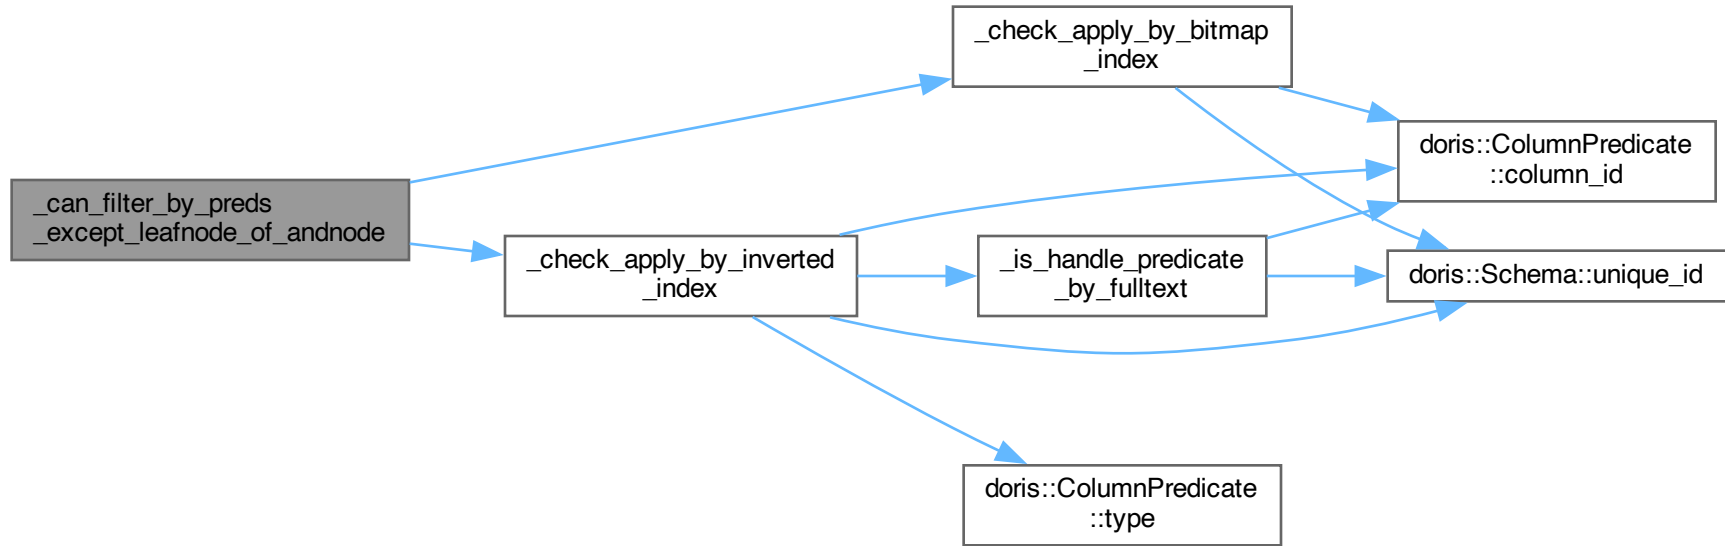 _check_apply_by_bitmap
_index
doris::ColumnPredicate
::column_id
_can_filter_by_preds
_except_leafnode_of_andnode
_check_apply_by_inverted
_index
_is_handle_predicate
_by_fulltext
doris::Schema::unique_id
doris::ColumnPredicate
::type